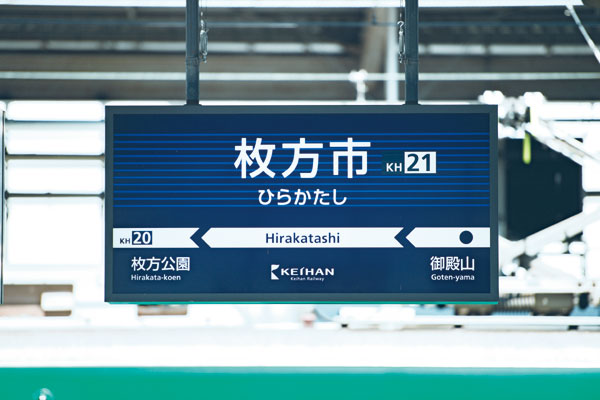 枚方市 KH 21
ひらかたし
KH 20
Hirakatashi
枚方公園
Hirakata-koen
KEIHAN
Keihan Railway
御殿山
Goten-yama